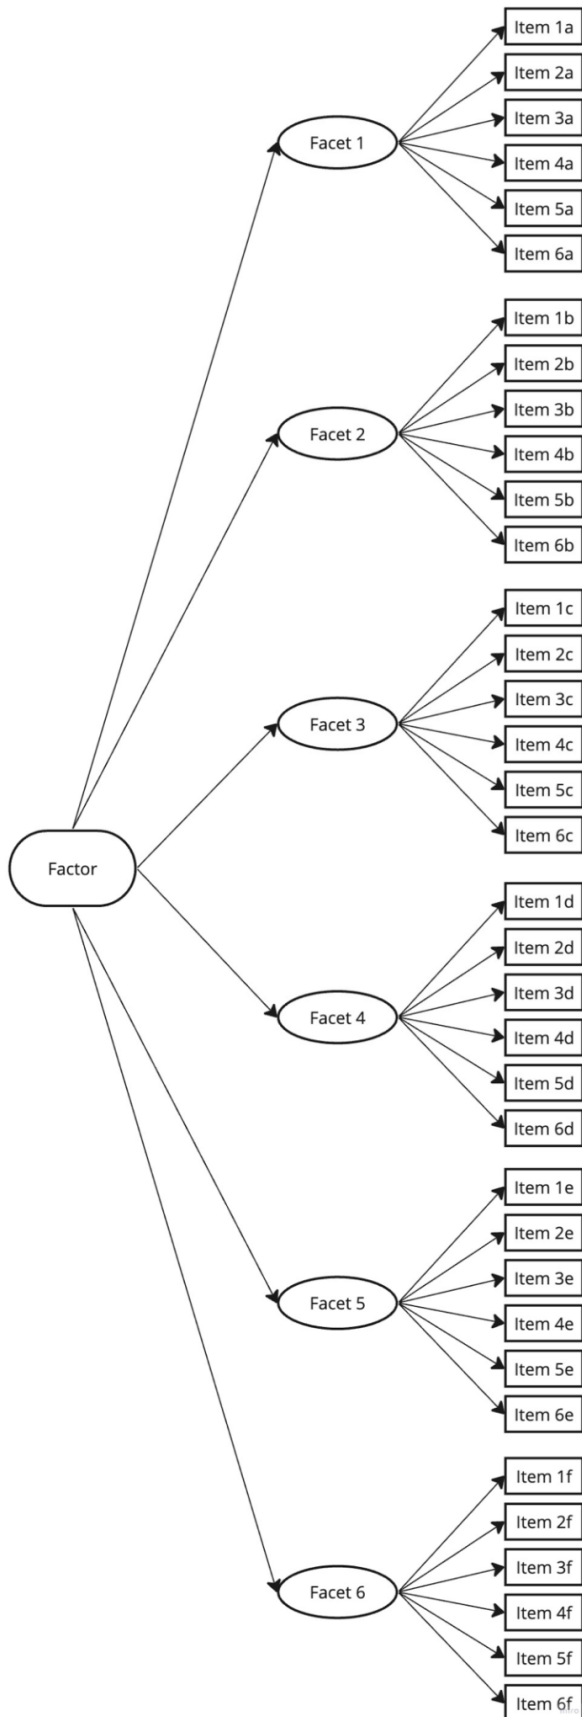 Item 1a
Item 2a
Item 3a
Facet 1
Item 4a
Item 5a
Item 6a
Item 1b
Item 2b
Item 3b
Facet 2
Item 4b
Item 5b
Item 6b
Item 1c
Item 2c
Item 3c
Facet 3
Item 4c
Item 5c
Item 6c
Factor
Item 1d
Item 2d
Item 3d
Facet 4
Item 4d
Item 5d
Item 6d
Item 1e
Item 2e
Item 3e
Facet 5
Item 4e
Item 5e
Item 6e
Item 1f
Item 2f
Item 3f
Facet 6
Item 4f
Item 5f
Item 6f